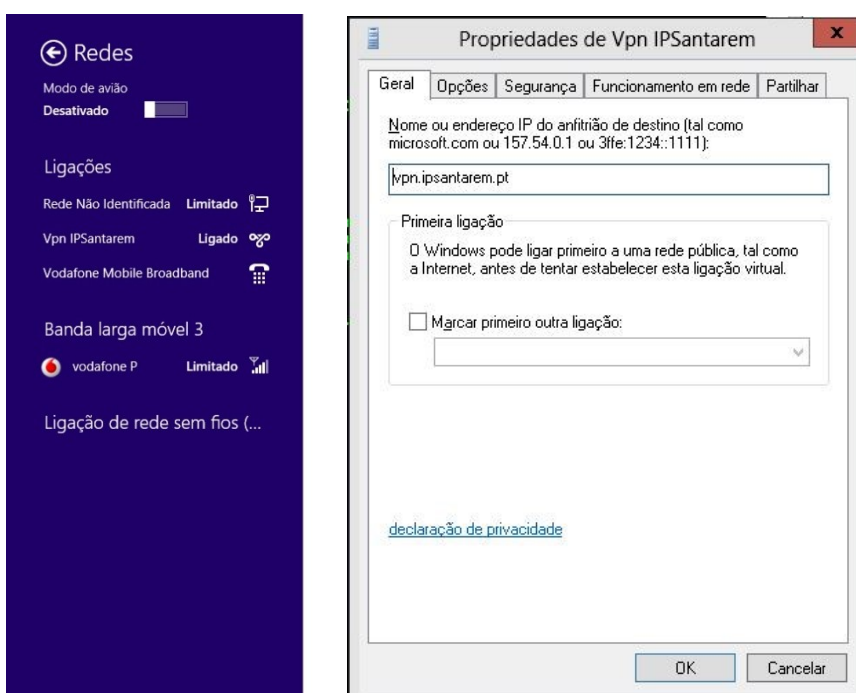 Redes
Modo de avião
Desativado
Ligações
Rede Não Identificada Limitado
Vpn IPSantarem Ligado
Vodafone Mobile Broadband
Banda larga móvel 3
vodafone P Limitado
Ligação de rede sem fios (...
Propriedades de Vpn IPSantarem
x
Geral Opções Segurança Funcionamento em rede Partilhar
Nome ou endereço IP do anfitrião de destino (tal como
microsoft.com ou 157.54.0.1 ou 3ffe:1234::1111):
vpn.ipsantarem.pt
Primeira ligação
O Windows pode ligar primeiro a uma rede pública, tal como
a Internet, antes de tentar estabelecer esta ligação virtual.
Marcar primeiro outra ligação:
declaração de privacidade
OK Cancelar